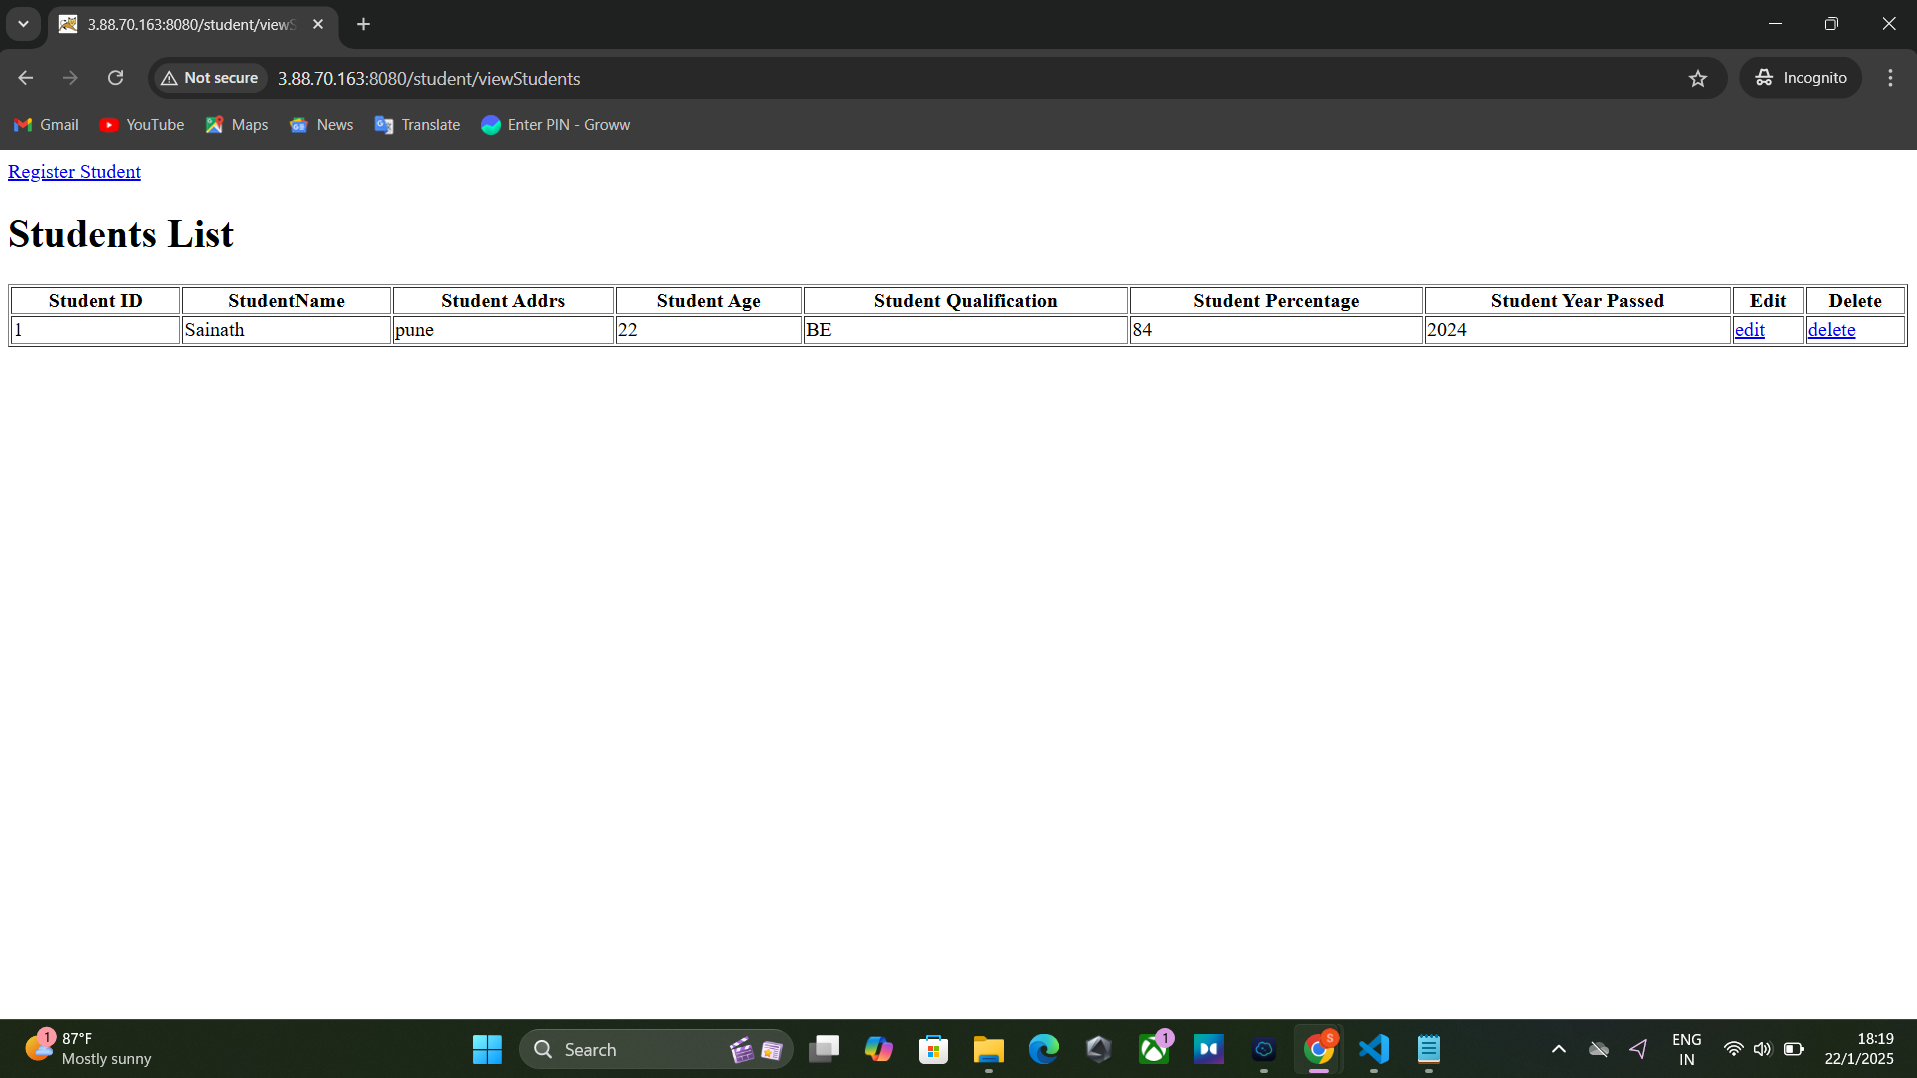 3.88.70.163:8080/student/viewS
Not secure 3.88.70.163:8080/student/viewStudents Incognito
Gmail YouTube Maps News Translate Enter PIN - Groww
Register Student
Students List
Student ID StudentName Student Addrs Student Age Student Qualification Student Percentage Student Year Passed Edit Delete
1 Sainath pune 22 BE 84 2024 edit delete
1 87°F Search 1 S ENG 18:19
Mostly sunny IN 22/1/2025